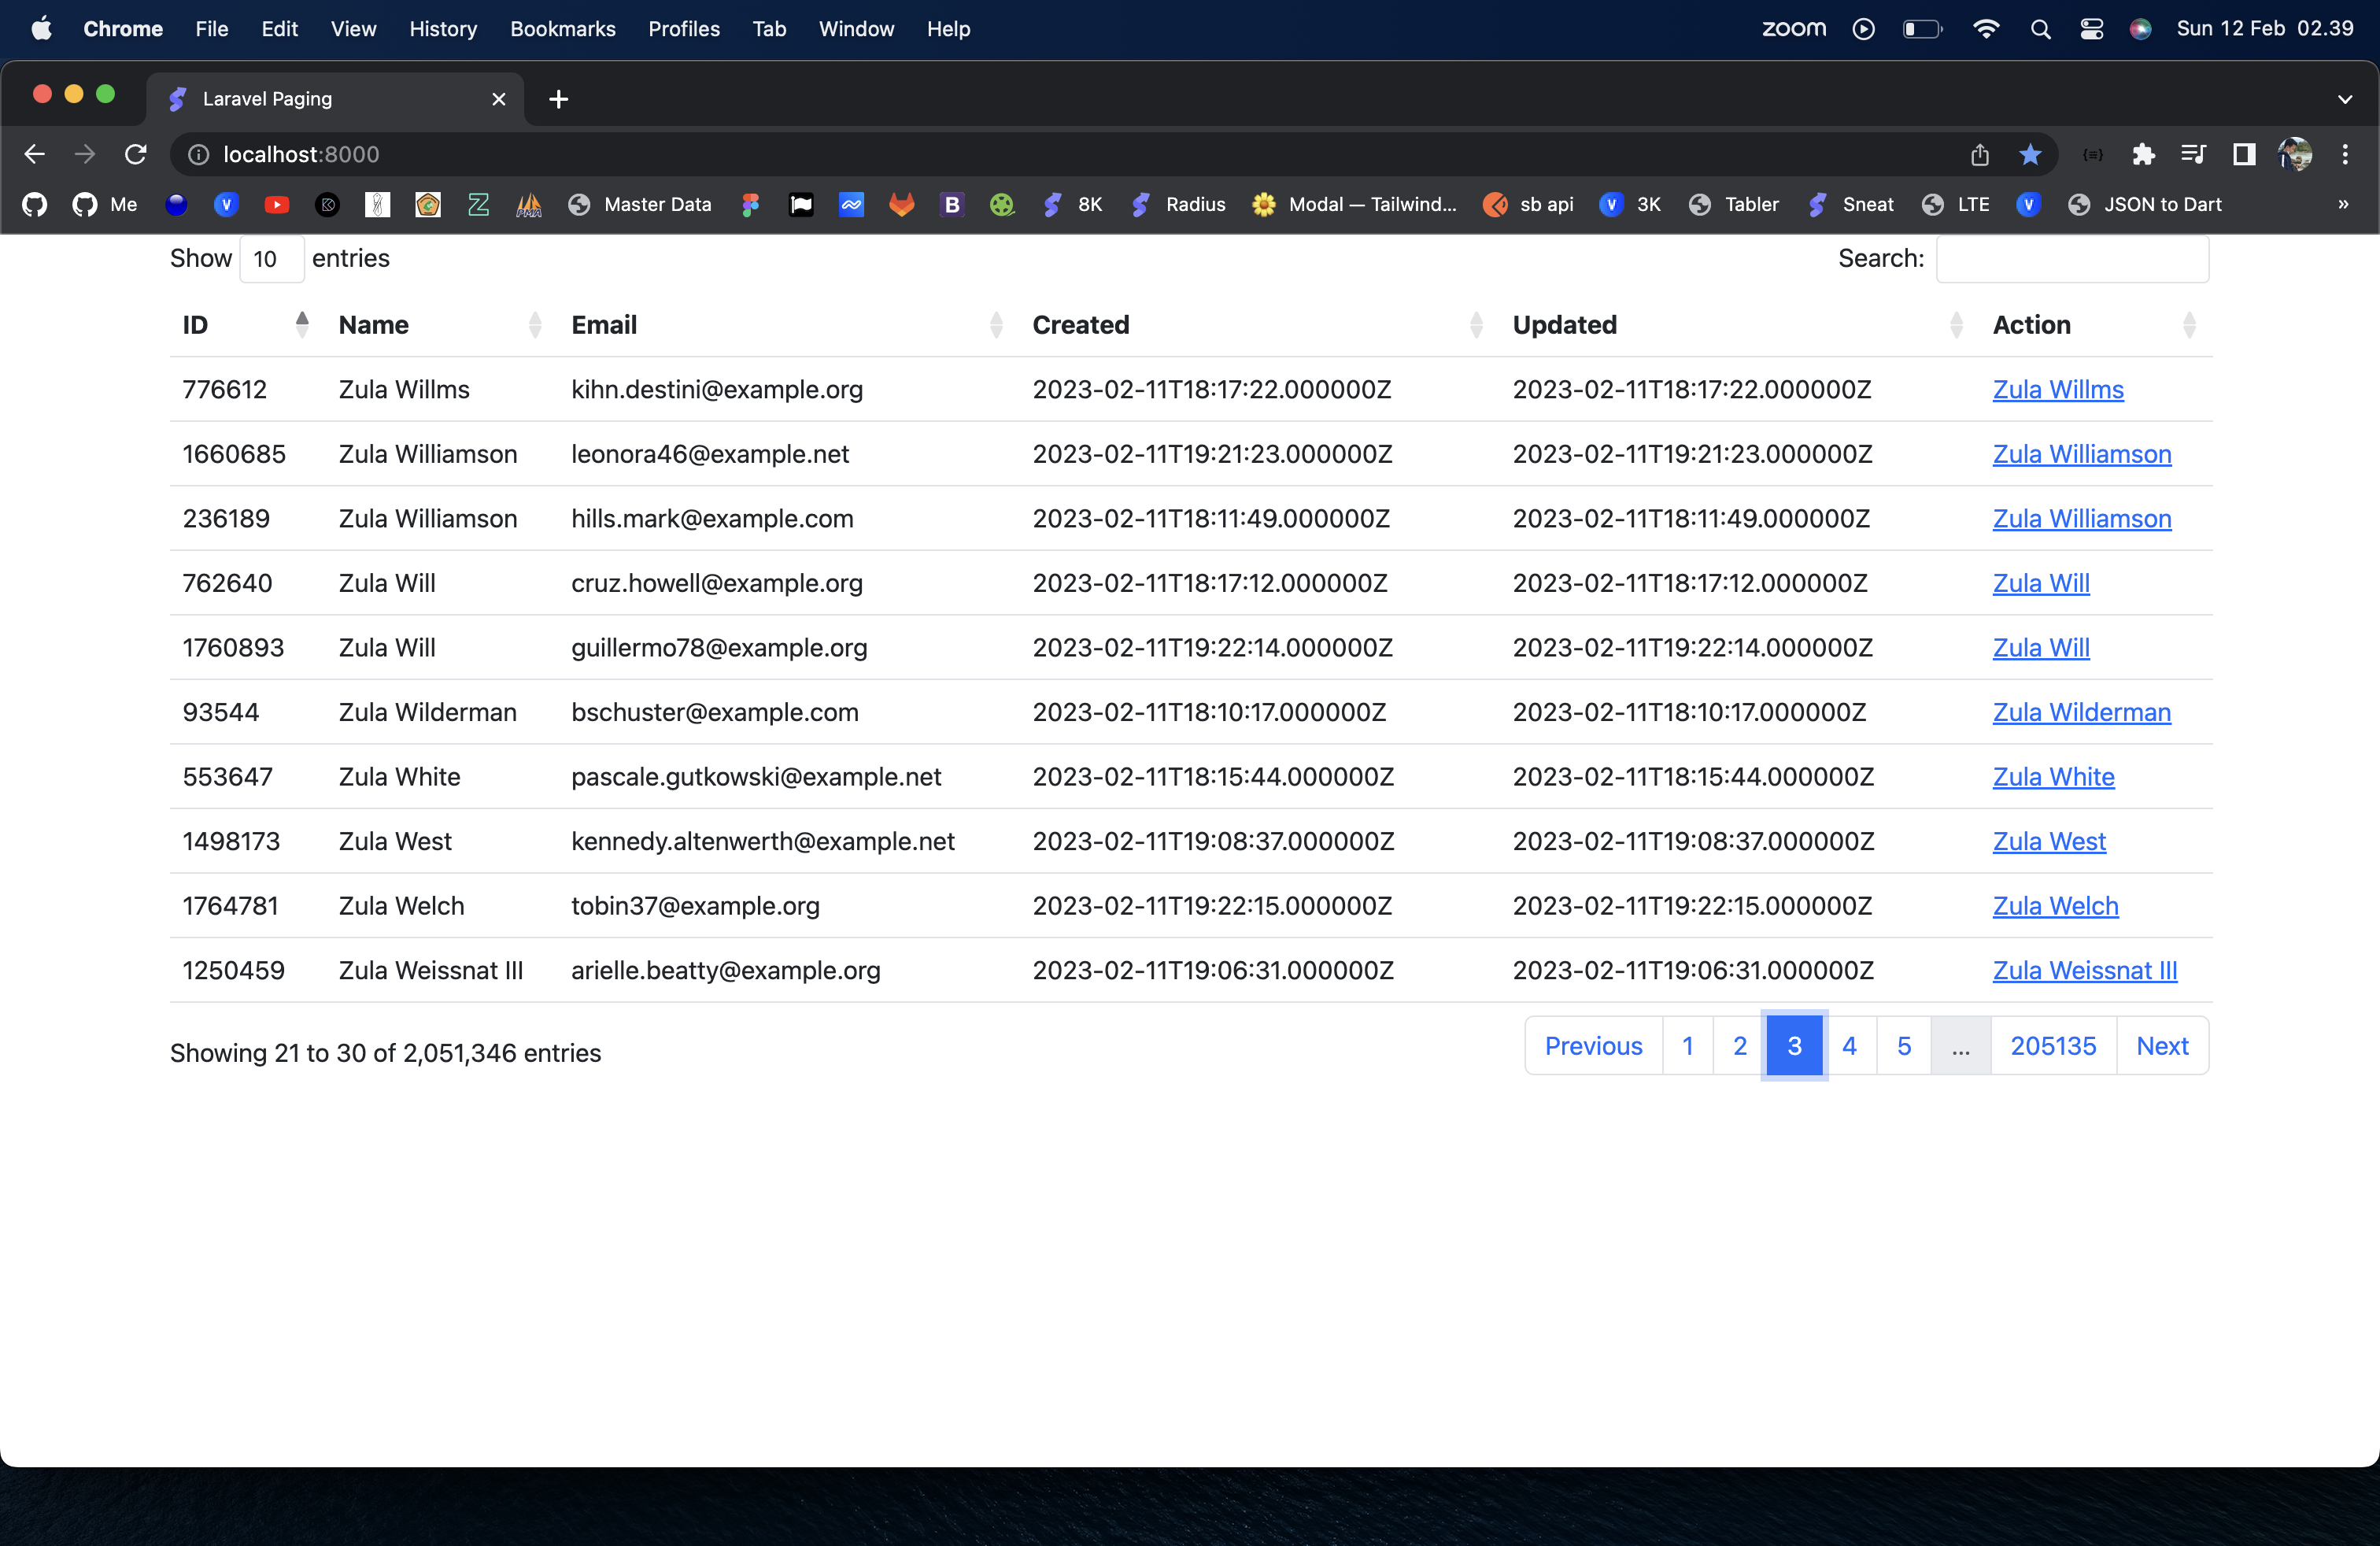 Chrome File Edit View History Bookmarks Profiles Tab Window Help zoom Sun 12 Feb 02.39
Laravel Paging
localhost:8000
Me V Z PMA Master Data B 8K Radius Modal — Tailwind... sb api V 3K Tabler Sneat LTE V JSON to Dart »
Show 10 entries Search:
ID Name Email Created Updated Action
776612 Zula Willms kihn.destini@example.org 2023-02-11T18:17:22.000000Z 2023-02-11T18:17:22.000000Z Zula Willms
1660685 Zula Williamson leonora46@example.net 2023-02-11T19:21:23.000000Z 2023-02-11T19:21:23.000000Z Zula Williamson
236189 Zula Williamson hills.mark@example.com 2023-02-11T18:11:49.000000Z 2023-02-11T18:11:49.000000Z Zula Williamson
762640 Zula Will cruz.howell@example.org 2023-02-11T18:17:12.000000Z 2023-02-11T18:17:12.000000Z Zula Will
1760893 Zula Will guillermo78@example.org 2023-02-11T19:22:14.000000Z 2023-02-11T19:22:14.000000Z Zula Will
93544 Zula Wilderman bschuster@example.com 2023-02-11T18:10:17.000000Z 2023-02-11T18:10:17.000000Z Zula Wilderman
553647 Zula White pascale.gutkowski@example.net 2023-02-11T18:15:44.000000Z 2023-02-11T18:15:44.000000Z Zula White
1498173 Zula West kennedy.altenwerth@example.net 2023-02-11T19:08:37.000000Z 2023-02-11T19:08:37.000000Z Zula West
1764781 Zula Welch tobin37@example.org 2023-02-11T19:22:15.000000Z 2023-02-11T19:22:15.000000Z Zula Welch
1250459 Zula Weissnat III arielle.beatty@example.org 2023-02-11T19:06:31.000000Z 2023-02-11T19:06:31.000000Z Zula Weissnat III
Showing 21 to 30 of 2,051,346 entries Previous 1 2 3 4 5 ... 205135 Next